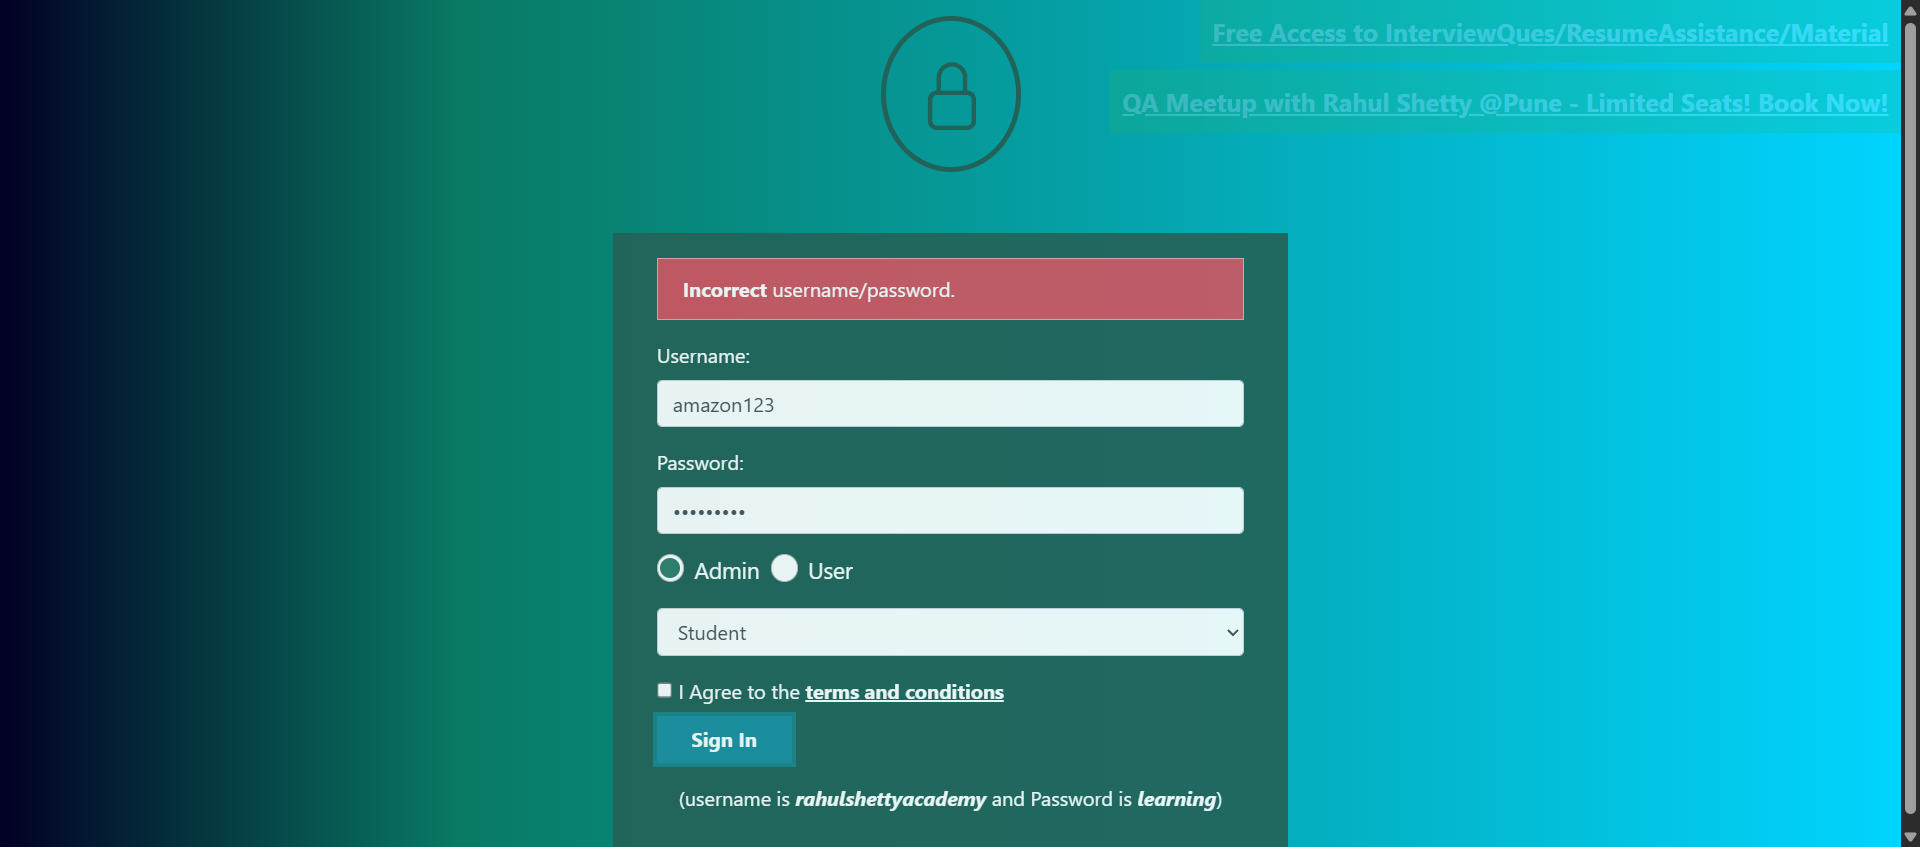 Free Access to InterviewQues/ResumeAssistance/Material
QA Meetup with Rahul Shetty @Pune - Limited Seats! Book Now!
Incorrect username/password.
Username:
amazon123
Password:
•••••••••
Admin User
Student
I Agree to the terms and conditions
Sign In
(username is rahulshettyacademy and Password is learning)